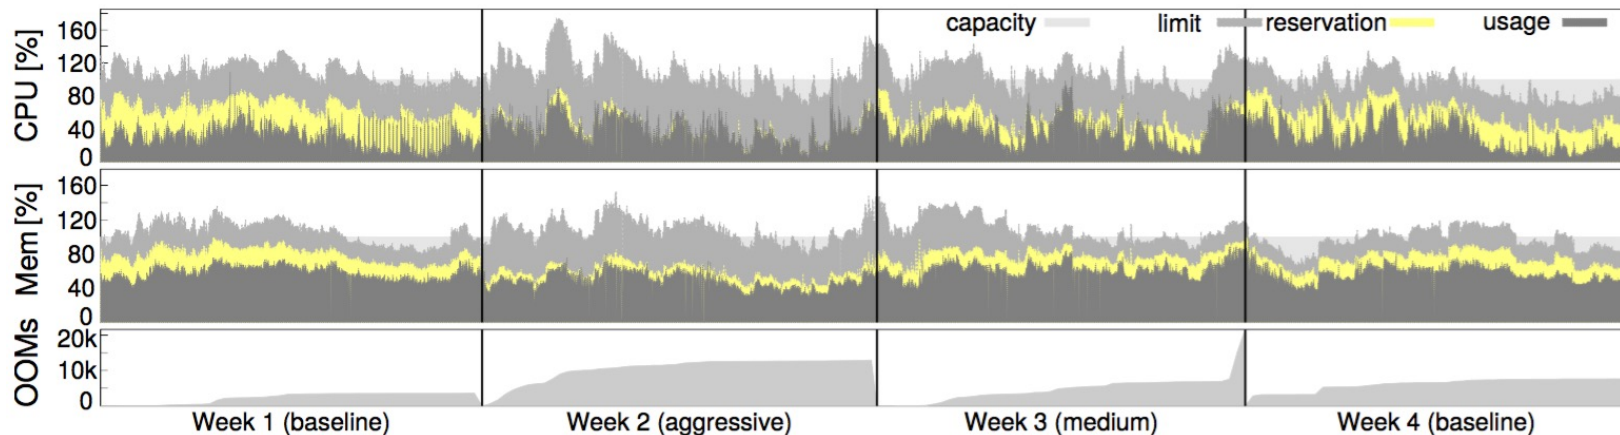 capacity limit reservation usage
CPU [%]
160
120
80
40
0
Mem [%]
160
120
80
40
0
OOMs
20k
10k
0
Week 1 (baseline) Week 2 (aggressive) Week 3 (medium) Week 4 (baseline)